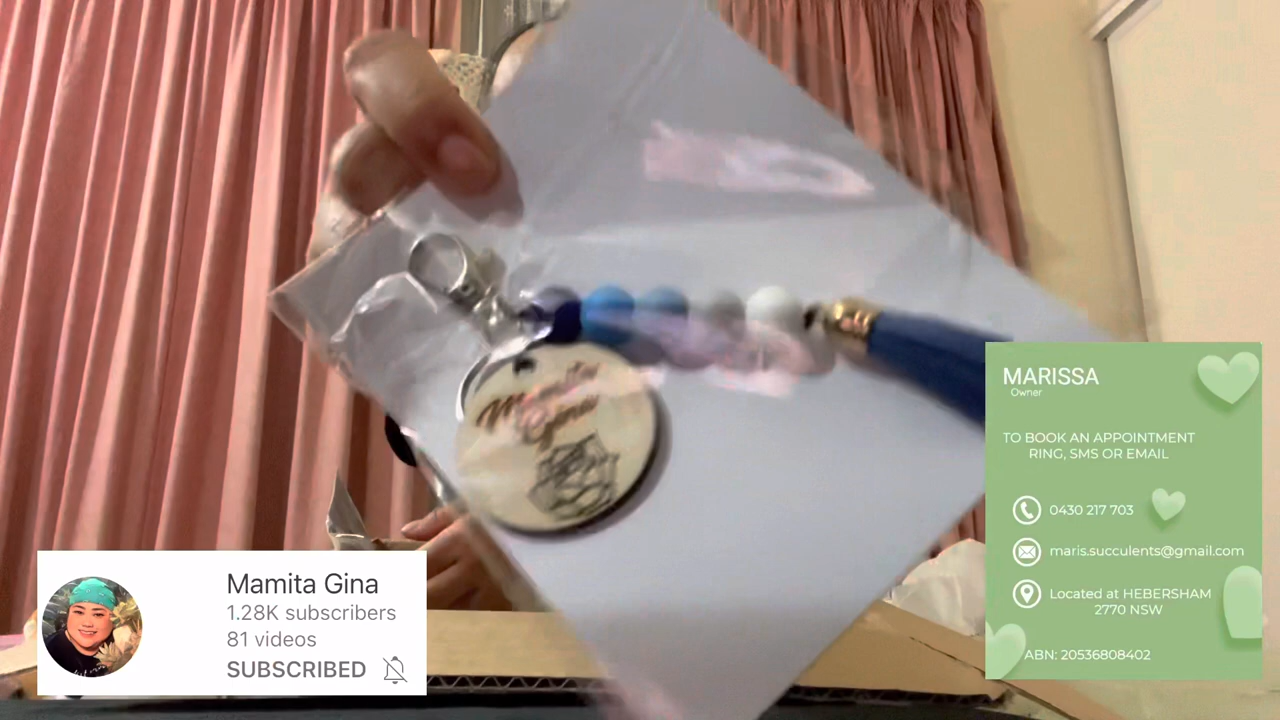 Mamita
Gina
MARISSA
Owner
TO BOOK AN APPOINTMENT
RING, SMS OR EMAIL
0430 217 703
maris.succulents@gmail.com
Located at HEBERSHAM
2770 NSW
ABN: 20536808402
Mamita Gina
1.28K subscribers
81 videos
SUBSCRIBED